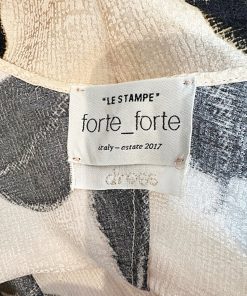 "LE STAMPE"
forte_forte
italy – estate 2017
dress